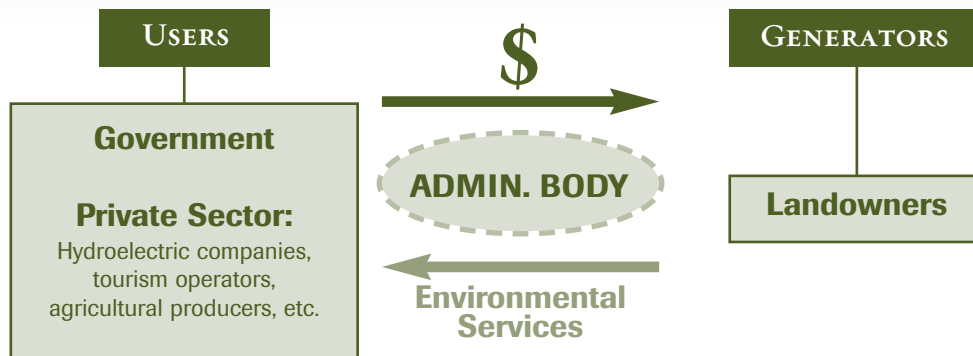 USERS
Government
Private Sector:
Hydroelectric companies,
tourism operators,
agricultural producers, etc.
$
ADMIN. BODY
Environmental
Services
GENERATORS
Landowners